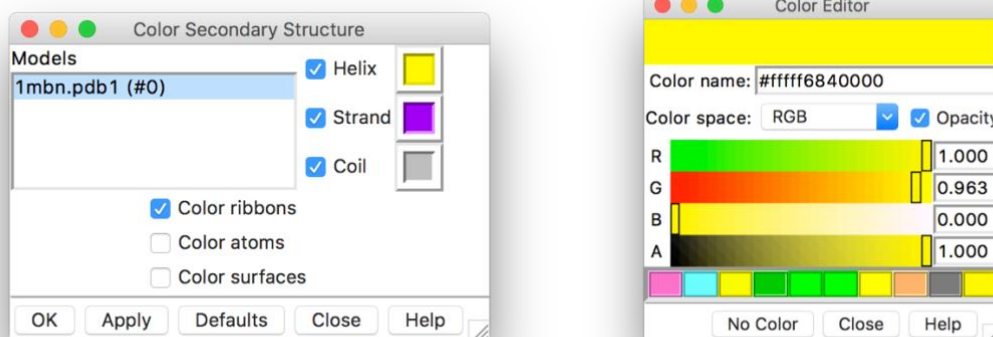 Color Secondary Structure
Models
1mbn.pdb1 (#0)
Helix
Strand
Coil
Color ribbons
Color atoms
Color surfaces
OK Apply Defaults Close Help
Color Editor
Color name: #fffff6840000
Color space: RGB Opacity
R 1.000
G 0.963
B 0.000
A 1.000
No Color Close Help